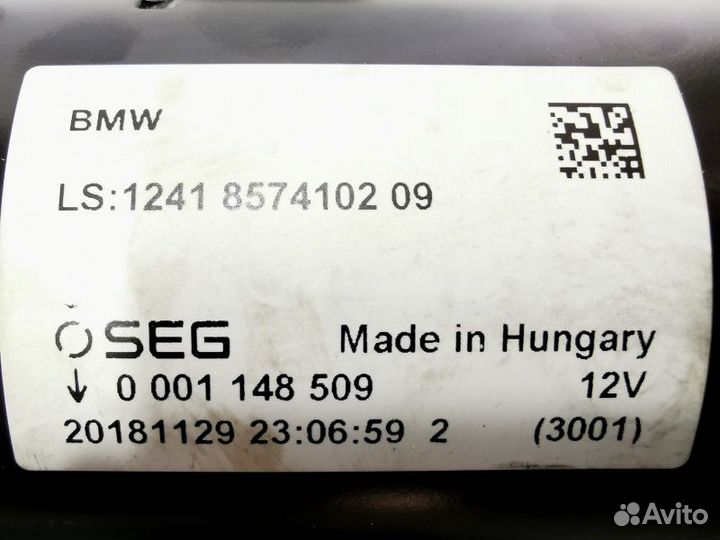 BMW
LS:1241 8574102 09
SEG Made in Hungary
0 001 148 509 12V
20181129 23:06:59 2 (3001)
Avito